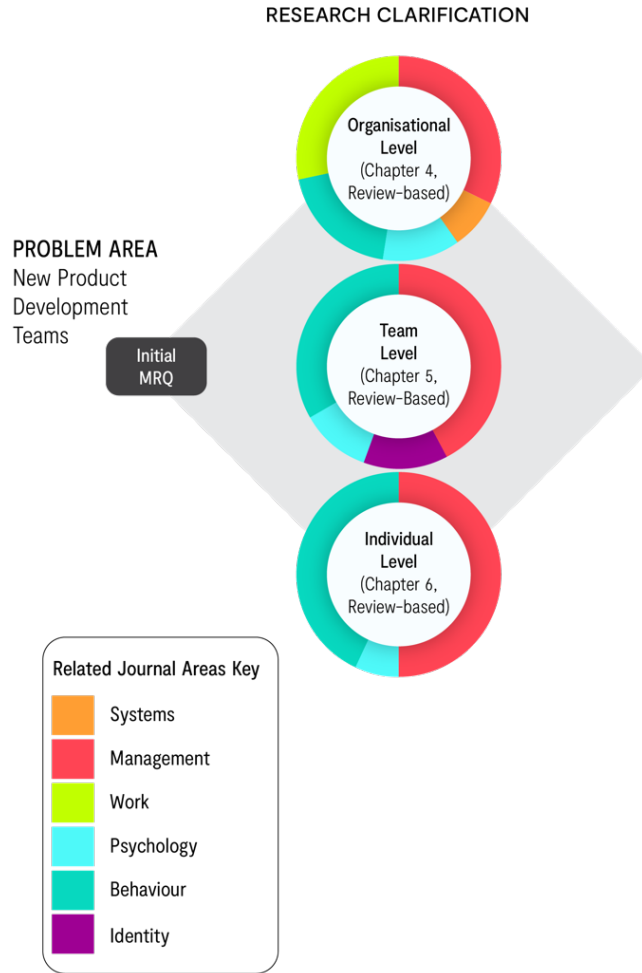 RESEARCH CLARIFICATION
Organisational
Level
(Chapter 4,
Review-based)
PROBLEM AREA
New Product
Development
Teams
Initial
MRQ
Team
Level
(Chapter 5,
Review-Based)
Individual
Level
(Chapter 6,
Review-based)
Related Journal Areas Key
Systems
Management
Work
Psychology
Behaviour
Identity